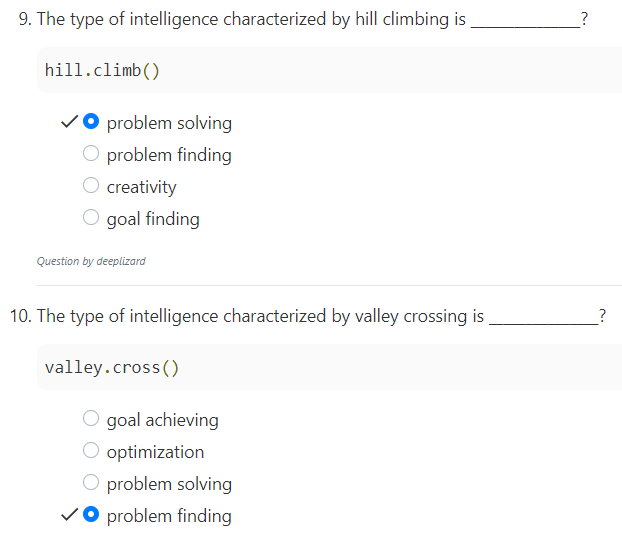 9. The type of intelligence characterized by hill climbing is ______________?
hill.climb()
problem solving
problem finding
creativity
goal finding
Question by deeplizard
10. The type of intelligence characterized by valley crossing is ______________?
valley.cross()
goal achieving
optimization
problem solving
problem finding